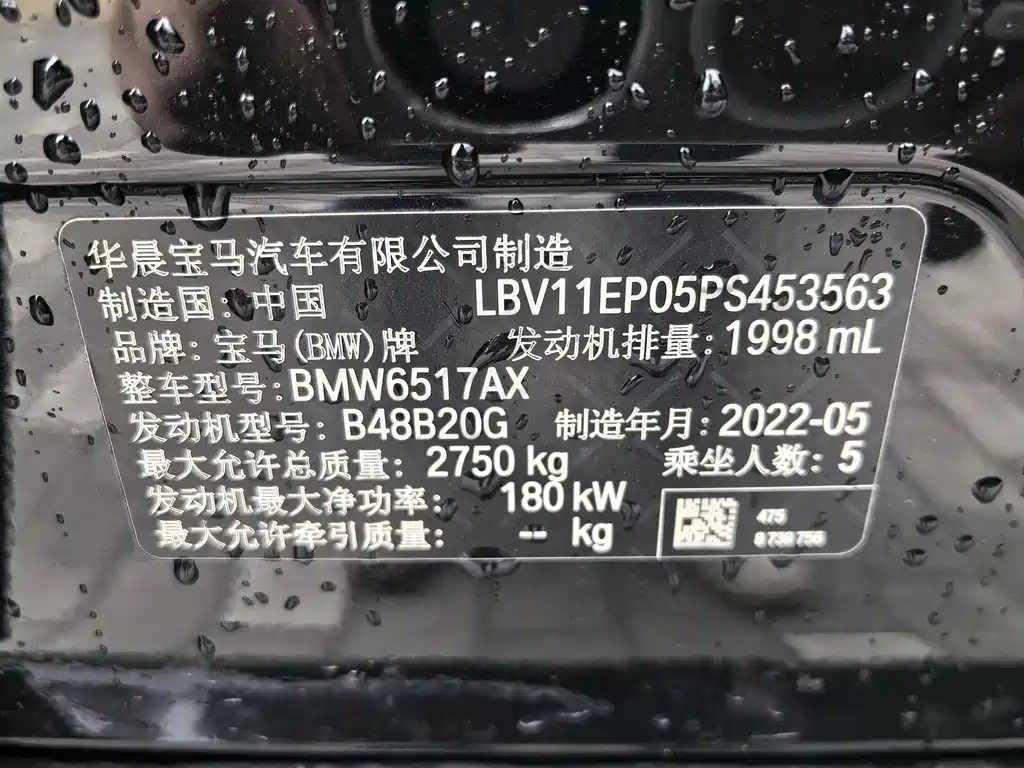 华晨宝马汽车有限公司制造
制造国: 中国 LBV11EP05PS453563
品牌: 宝马(BMW)牌 发动机排量: 1998 mL
整车型号: BMW6517AX
发动机型号: B48B20G 制造年月: 2022-05
最大允许总质量: 2750 kg 乘坐人数: 5
发动机最大净功率: 180 kW
最大允许牵引质量: -- kg
475